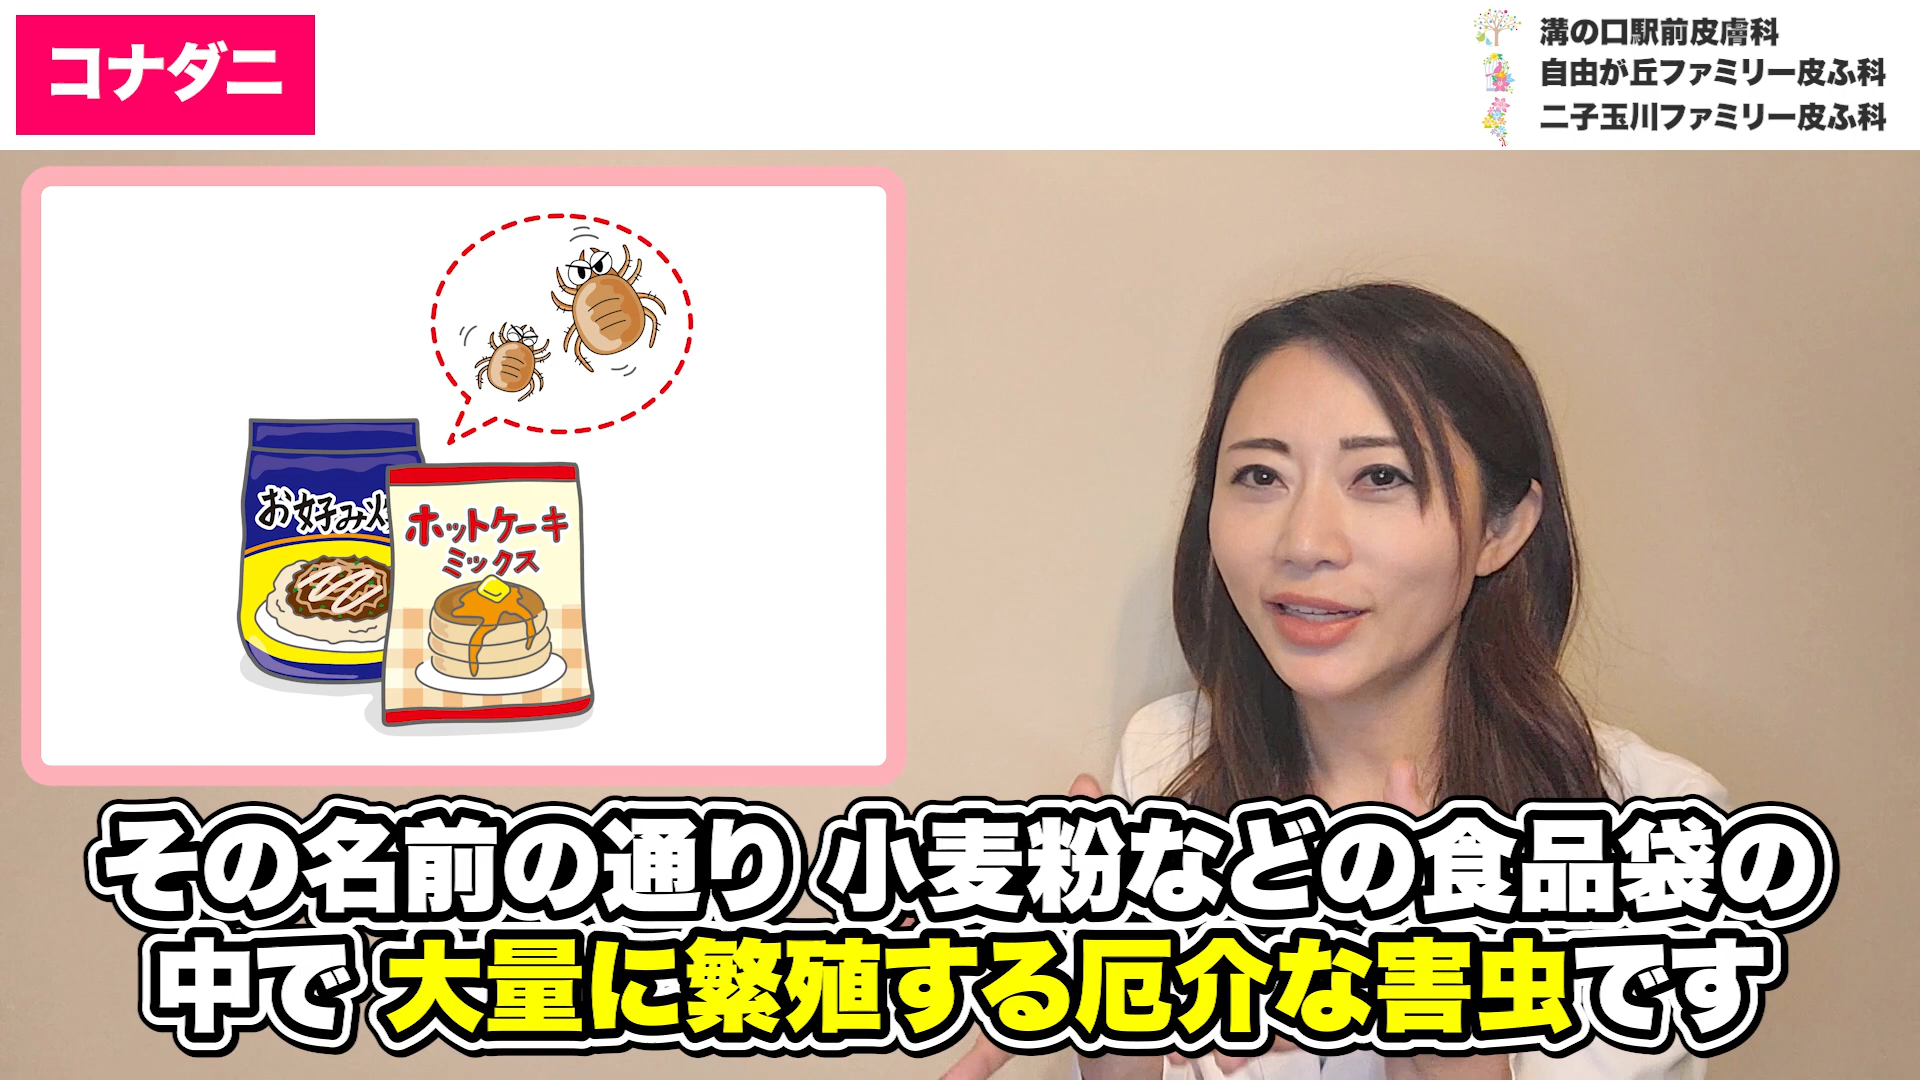 コナダニ
溝の口駅前皮膚科
自由が丘ファミリー皮ふ科
二子玉川ファミリー皮ふ科
お好み焼
ホットケーキ
ミックス
その名前の通り 小麦粉などの食品袋の
中で 大量に繁殖する厄介な害虫です